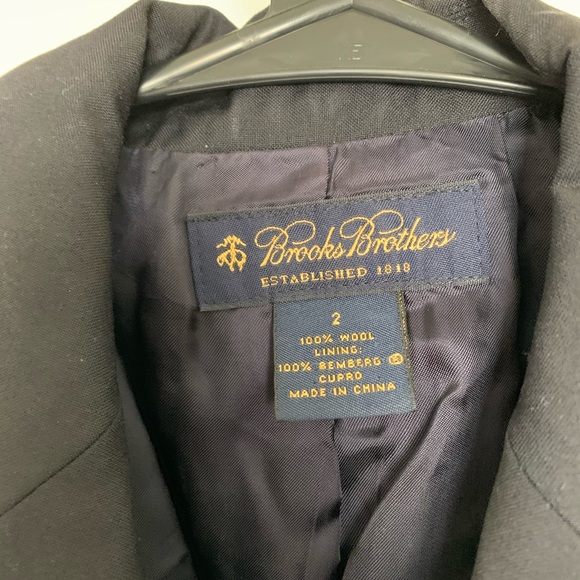 Brooks Brothers
ESTABLISHED 1818
2
100% WOOL
LINING:
100% BEMBERG ®
CUPRO
MADE IN CHINA